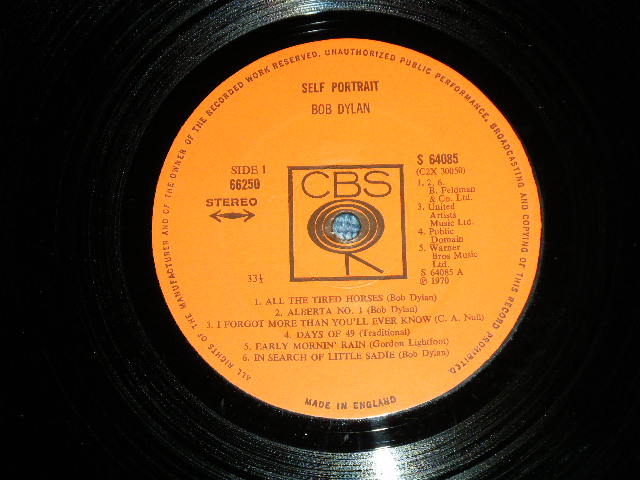 ALL RIGHTS OF THE MANUFACTURER AND OF THE OWNER OF THE RECORDED WORK RESERVED. UNAUTHORIZED PUBLIC PERFORMANCE, BROADCASTING AND COPYING OF THIS RECORD PROHIBITED.
SELF PORTRAIT
BOB DYLAN
SIDE 1
66250
STEREO
CBS
33⅓
S 64085
(C2X 30050)
1, 2, 6.
B. Feldman
& Co. Ltd.
3. United
Artists
Music Ltd.
4. Public
Domain
5. Warner
Bros Music
Ltd.
S 64085 A
℗ 1970
1. ALL THE TIRED HORSES (Bob Dylan)
2. ALBERTA NO. 1 (Bob Dylan)
3. I FORGOT MORE THAN YOU'LL EVER KNOW (C. A. Null)
4. DAYS OF 49 (Traditional)
5. EARLY MORNIN' RAIN (Gordon Lightfoot)
6. IN SEARCH OF LITTLE SADIE (Bob Dylan)
MADE IN ENGLAND